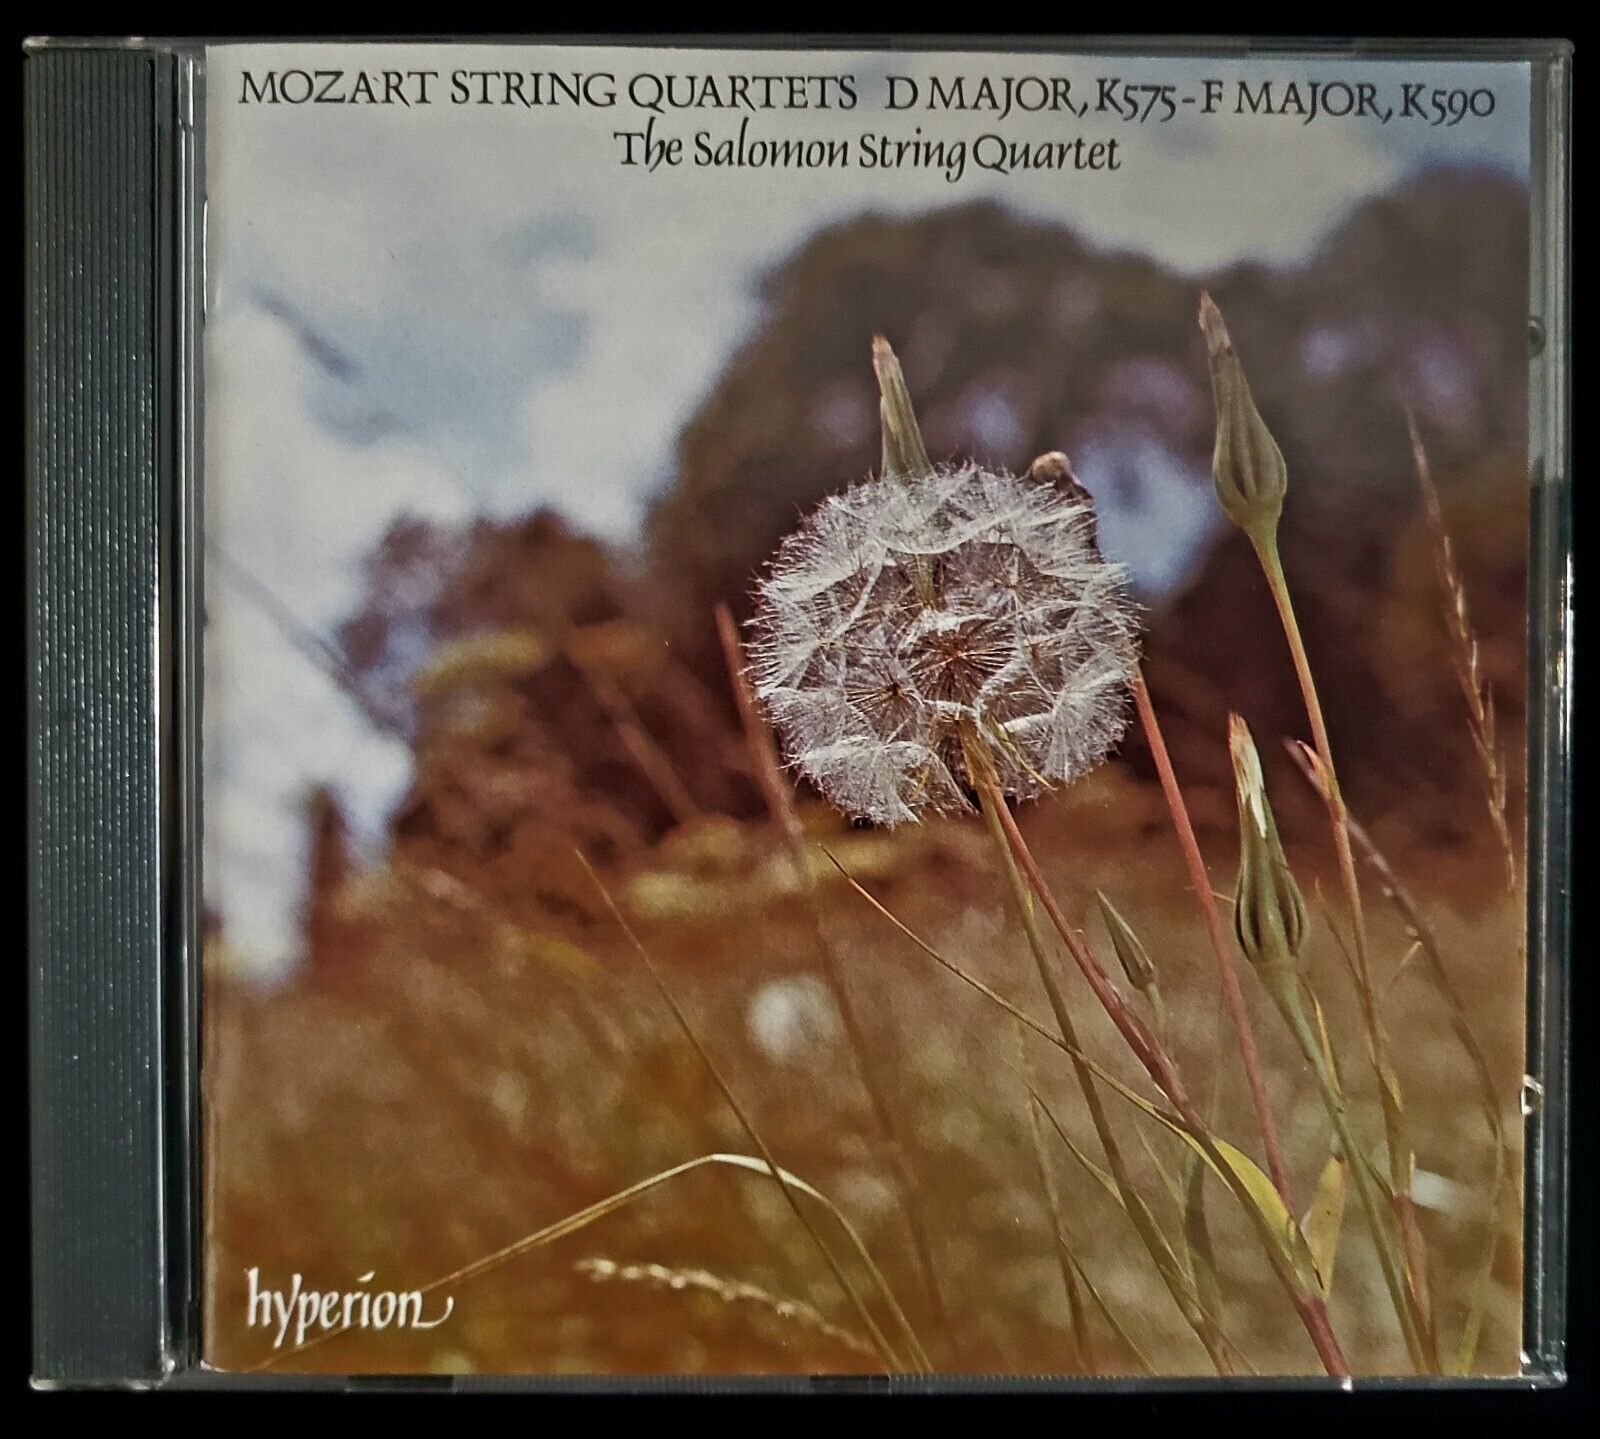 MOZART STRING QUARTETS D MAJOR, K575-F MAJOR, K590
The Salomon String Quartet
hyperion